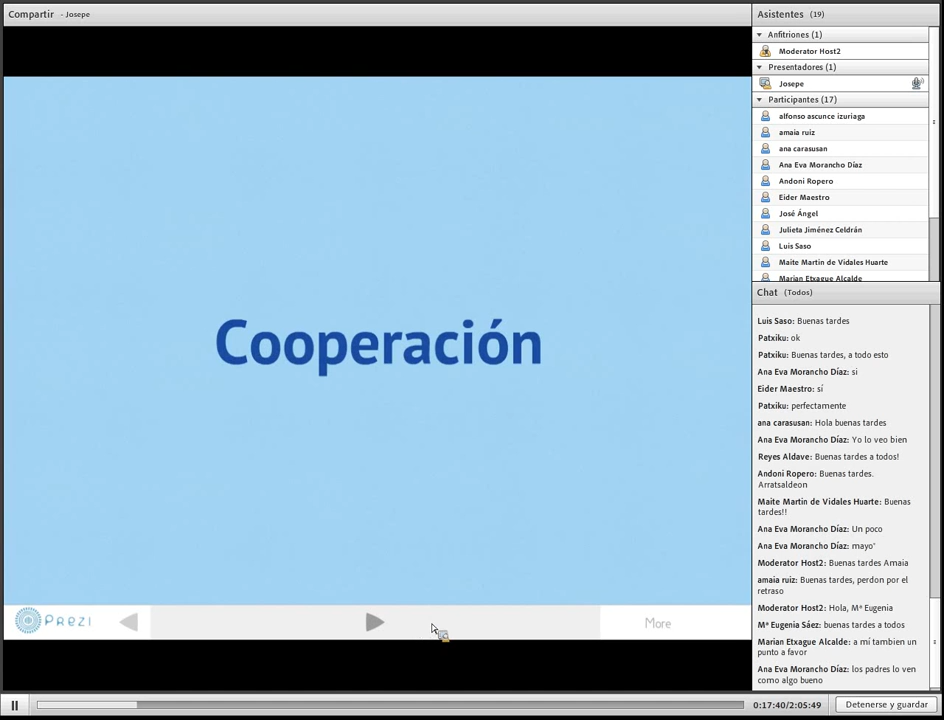 Compartir - Josepe
Cooperación
PREZI
More
Asistentes (19)
Anfitriones (1)
Moderator Host2
Presentadores (1)
Josepe
Participantes (17)
alfonso ascunce izuriaga
amaia ruiz
ana carasusan
Ana Eva Morancho Díaz
Andoni Ropero
Eider Maestro
José Ángel
Julieta Jiménez Celdrán
Luis Saso
Maite Martin de Vidales Huarte
Marian Etxague Alcalde
Chat (Todos)
Luis Saso: Buenas tardes
Patxiku: ok
Patxiku: Buenas tardes, a todo esto
Ana Eva Morancho Díaz: si
Eider Maestro: sí
Patxiku: perfectamente
ana carasusan: Hola buenas tardes
Ana Eva Morancho Díaz: Yo lo veo bien
Reyes Aldave: Buenas tardes a todos!
Andoni Ropero: Buenas tardes.
Arratsaldeon
Maite Martin de Vidales Huarte: Buenas
tardes!!
Ana Eva Morancho Díaz: Un poco
Ana Eva Morancho Díaz: mayo'
Moderator Host2: Buenas tardes Amaia
amaia ruiz: Buenas tardes, perdon por el
retraso
Moderator Host2: Hola, Mª Eugenia
Mª Eugenia Sáez: buenas tardes a todos
Marian Etxague Alcalde: a mí tambien un
punto a favor
Ana Eva Morancho Díaz: los padres lo ven
como algo bueno
0:17:40/2:05:49
Detenerse y guardar